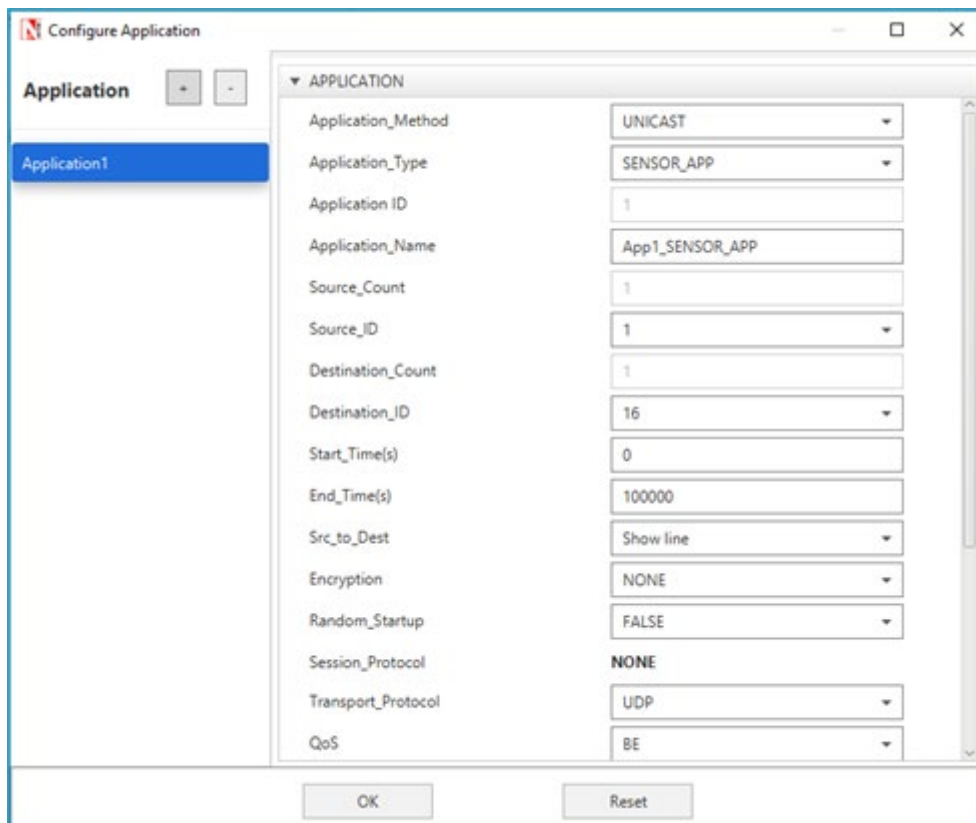 Configure Application
Application + -
Application1
APPLICATION
Application_Method UNICAST
Application_Type SENSOR_APP
Application ID 1
Application_Name App1_SENSOR_APP
Source_Count 1
Source_ID 1
Destination_Count 1
Destination_ID 16
Start_Time(s) 0
End_Time(s) 100000
Src_to_Dest Show line
Encryption NONE
Random_Startup FALSE
Session_Protocol NONE
Transport_Protocol UDP
QoS BE
OK Reset